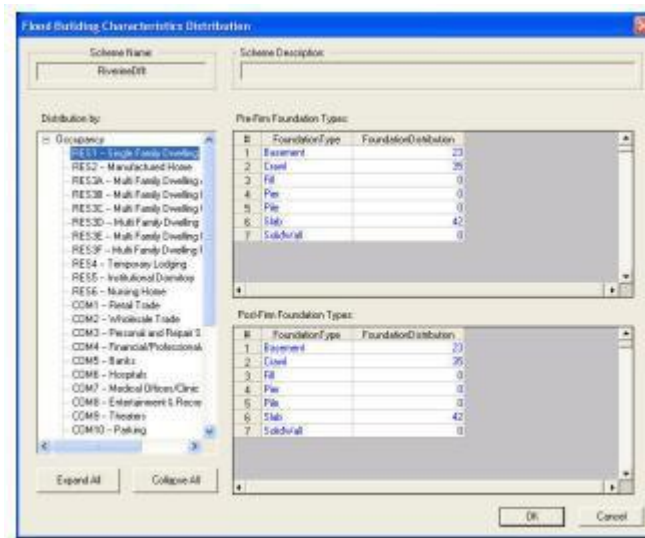 Flood Building Characteristics Distribution
Scheme Name:
RiverineDflt
Scheme Description:
Distribution by:
Occupancy
RES1 - Single Family Dwelling
RES2 - Manufactured Home
RES3A - Multi Family Dwelling
RES3B - Multi Family Dwelling
RES3C - Multi Family Dwelling
RES3D - Multi Family Dwelling
RES3E - Multi Family Dwelling
RES3F - Multi Family Dwelling
RES4 - Temporary Lodging
RES5 - Institutional Dormitory
RES6 - Nursing Home
COM1 - Retail Trade
COM2 - Wholesale Trade
COM3 - Personal and Repair S
COM4 - Financial/Professional
COM5 - Banks
COM6 - Hospitals
COM7 - Medical Offices/Clinic
COM8 - Entertainment & Recre
COM9 - Theaters
COM10 - Parking
Expand All Collapse All
Pre-Firm Foundation Types:
# FoundationType FoundationDistribution
1 Basement 23
2 Crawl 35
3 Fill 0
4 Pier 0
5 Pile 0
6 Slab 42
7 Solidwall 0
Post-Firm Foundation Types:
# FoundationType FoundationDistribution
1 Basement 23
2 Crawl 35
3 Fill 0
4 Pier 0
5 Pile 0
6 Slab 42
7 Solidwall 0
OK Cancel